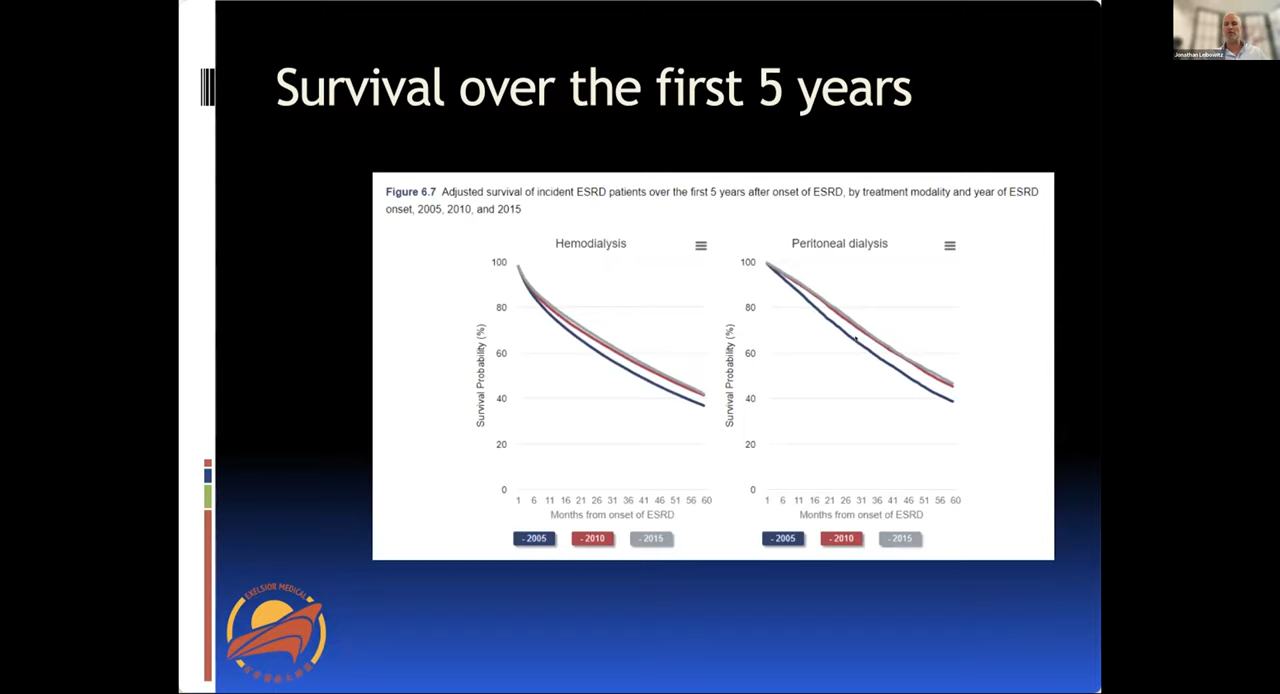 Survival over the first 5 years
Jonathan Leibowitz
Figure 6.7 Adjusted survival of incident ESRD patients over the first 5 years after onset of ESRD, by treatment modality and year of ESRD
onset, 2005, 2010, and 2015
Hemodialysis
100
80
60
40
20
0
Survival Probability (%)
1 6 11 16 21 26 31 36 41 46 51 56 60
Months from onset of ESRD
- 2005 - 2010 - 2015
Peritoneal dialysis
100
80
60
40
20
0
Survival Probability (%)
1 6 11 16 21 26 31 36 41 46 51 56 60
Months from onset of ESRD
- 2005 - 2010 - 2015
EXELSIOR MEDICAL